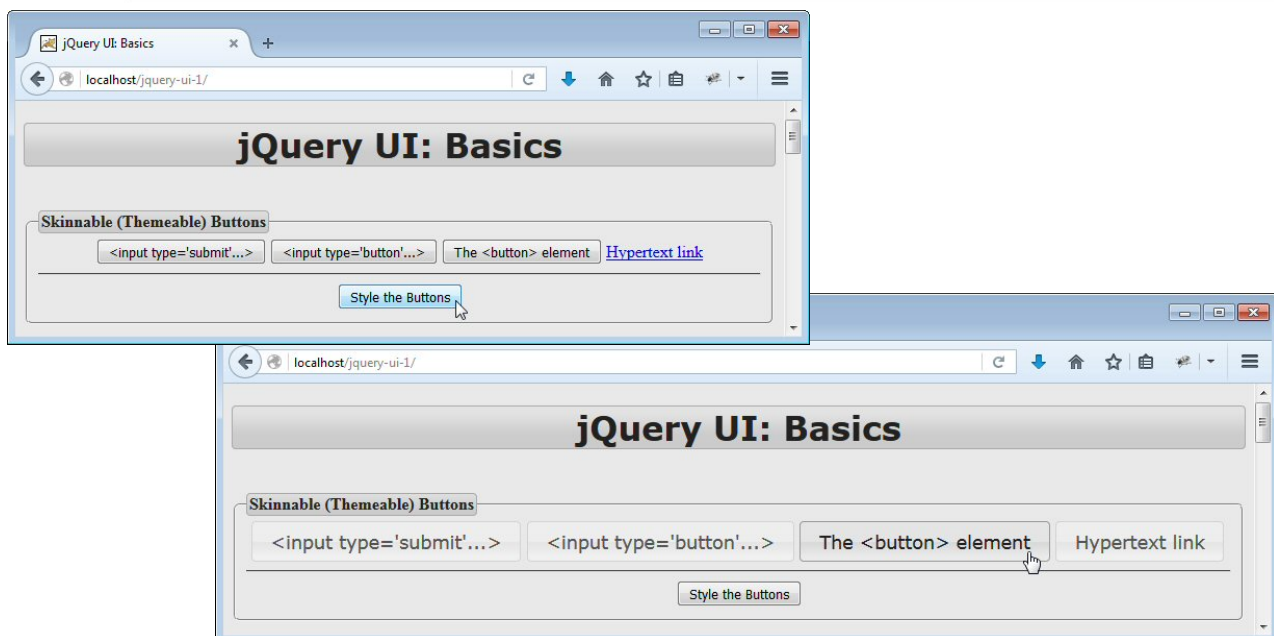 jQuery UI: Basics
localhost/jquery-ui-1/
jQuery UI: Basics
Skinnable (Themeable) Buttons
<input type='submit'...> <input type='button'...> The <button> element Hypertext link
Style the Buttons
localhost/jquery-ui-1/
jQuery UI: Basics
Skinnable (Themeable) Buttons
<input type='submit'...> <input type='button'...> The <button> element Hypertext link
Style the Buttons